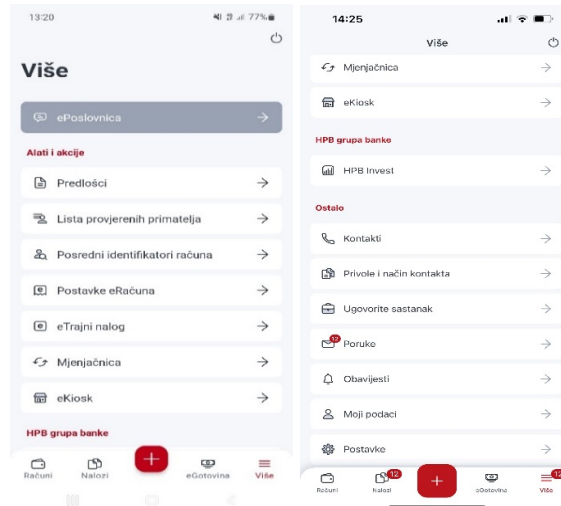 13:20
77%
Više
ePoslovnica
Alati i akcije
Predlošci
Lista provjerenih primatelja
Posredni identifikatori računa
Postavke eRačuna
eTrajni nalog
Mjenjačnica
eKiosk
HPB grupa banke
Računi
Nalozi
eGotovina
Više
14:25
Više
Mjenjačnica
eKiosk
HPB grupa banke
HPB Invest
Ostalo
Kontakti
Privole i način kontakta
Ugovorite sastanak
12
Poruke
Obavijesti
Moji podaci
Postavke
12
12
Računi
Nalozi
eGotovina
Više